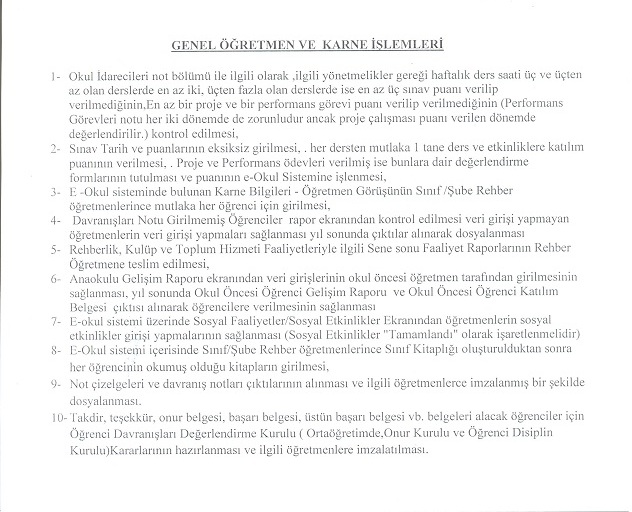 GENEL ÖĞRETMEN VE KARNE İŞLEMLERİ
1- Okul İdarecileri not bölümü ile ilgili olarak ,ilgili yönetmelikler gereği haftalık ders saati üç ve üçten
az olan derslerde en az iki, üçten fazla olan derslerde ise en az üç sınav puanı verilip
verilmediğinin,En az bir proje ve bir performans görevi puanı verilip verilmediğinin (Performans
Görevleri notu her iki dönemde de zorunludur ancak proje çalışması puanı verilen dönemde
değerlendirilir.) kontrol edilmesi,
2- Sınav Tarih ve puanlarının eksiksiz girilmesi, . her dersten mutlaka 1 tane ders ve etkinliklere katılım
puanının verilmesi, . Proje ve Performans ödevleri verilmiş ise bunlara dair değerlendirme
formlarının tutulması ve puanının e-Okul Sistemine işlenmesi,
3- E -Okul sisteminde bulunan Karne Bilgileri - Öğretmen Görüşünün Sınıf /Şube Rehber
öğretmenlerince mutlaka her öğrenci için girilmesi,
4- Davranışları Notu Girilmemiş Öğrenciler rapor ekranından kontrol edilmesi veri girişi yapmayan
öğretmenlerin veri girişi yapmaları sağlanması yıl sonunda çıktılar alınarak dosyalanması
5- Rehberlik, Kulüp ve Toplum Hizmeti Faaliyetleriyle ilgili Sene sonu Faaliyet Raporlarının Rehber
Öğretmene teslim edilmesi,
6- Anaokulu Gelişim Raporu ekranından veri girişlerinin okul öncesi öğretmen tarafından girilmesinin
sağlanması, yıl sonunda Okul Öncesi Öğrenci Gelişim Raporu ve Okul Öncesi Öğrenci Katılım
Belgesi çıktısı alınarak öğrencilere verilmesinin sağlanması
7- E-okul sistemi üzerinde Sosyal Faaliyetler/Sosyal Etkinlikler Ekranından öğretmenlerin sosyal
etkinlikler girişi yapmalarının sağlanması (Sosyal Etkinlikler "Tamamlandı" olarak işaretlenmelidir)
8- E-Okul sistemi içerisinde Sınıf/Şube Rehber öğretmenlerince Sınıf Kitaplığı oluşturulduktan sonra
her öğrencinin okumuş olduğu kitapların girilmesi,
9- Not çizelgeleri ve davranış notları çıktılarının alınması ve ilgili öğretmenlerce imzalanmış bir şekilde
dosyalanması.
10- Takdir, teşekkür, onur belgesi, başarı belgesi, üstün başarı belgesi vb. belgeleri alacak öğrenciler için
Öğrenci Davranışları Değerlendirme Kurulu ( Ortaöğretimde,Onur Kurulu ve Öğrenci Disiplin
Kurulu)Kararlarının hazırlanması ve ilgili öğretmenlere imzalatılması.